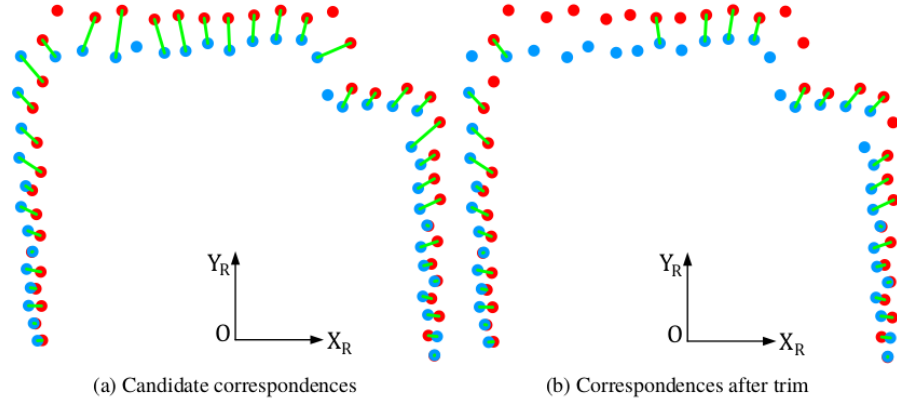 Y_R Y_R
O X_R O X_R
(a) Candidate correspondences (b) Correspondences after trim